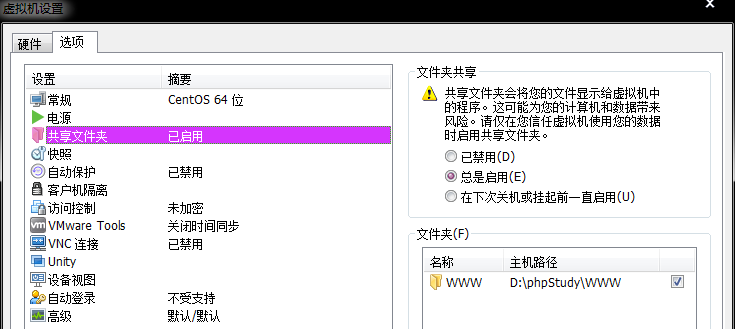 虚拟机设置
硬件 选项
设置 摘要
常规 CentOS 64 位
电源
共享文件夹 已启用
快照
自动保护 已禁用
客户机隔离
访问控制 未加密
VMware Tools 关闭时间同步
VNC 连接 已禁用
Unity
设备视图
自动登录 不受支持
高级 默认/默认
文件夹共享
共享文件夹会将您的文件显示给虚拟机中
的程序。这可能为您的计算机和数据带来
风险。请仅在您信任虚拟机使用您的数据
时启用共享文件夹。
已禁用(D)
总是启用(E)
在下次关机或挂起前一直启用(U)
文件夹(F)
名称 主机路径
WWW D:\phpStudy\WWW